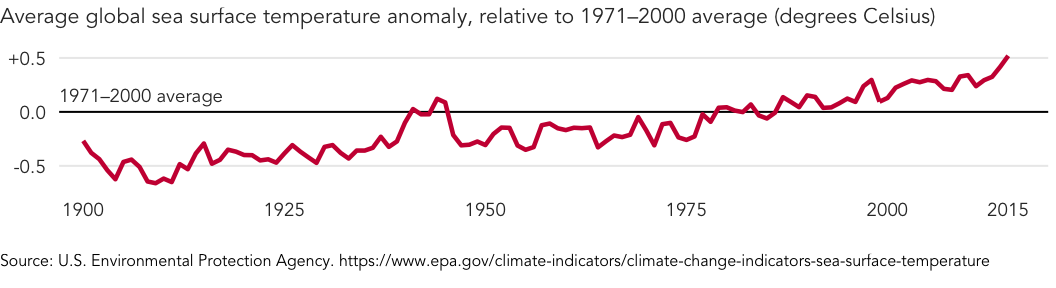 Average global sea surface temperature anomaly, relative to 1971–2000 average (degrees Celsius)
+0.5
1971–2000 average
0.0
-0.5
1900 1925 1950 1975 2000 2015
Source: U.S. Environmental Protection Agency. https://www.epa.gov/climate-indicators/climate-change-indicators-sea-surface-temperature